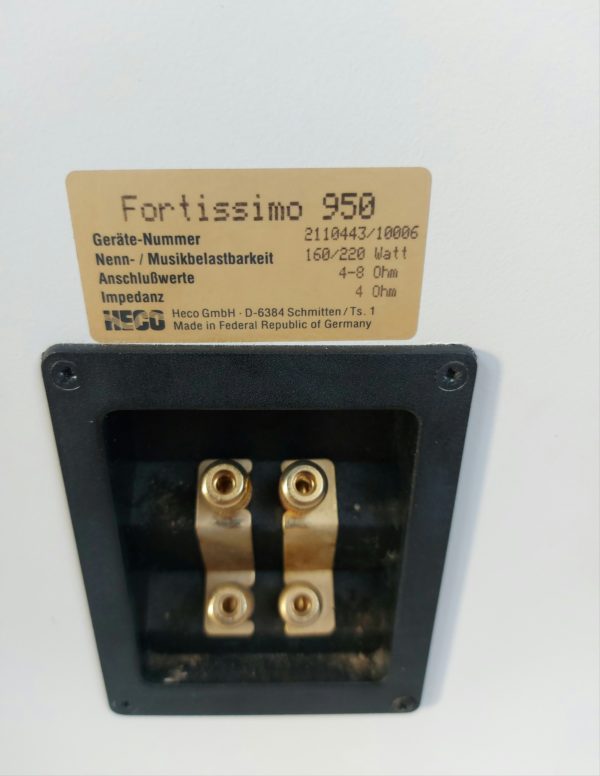 Fortissimo 950
Geräte-Nummer 2110443/10006
Nenn- / Musikbelastbarkeit 160/220 Watt
Anschlußwerte 4-8 Ohm
Impedanz 4 Ohm
HECO Heco GmbH · D-6384 Schmitten / Ts. 1
Made in Federal Republic of Germany